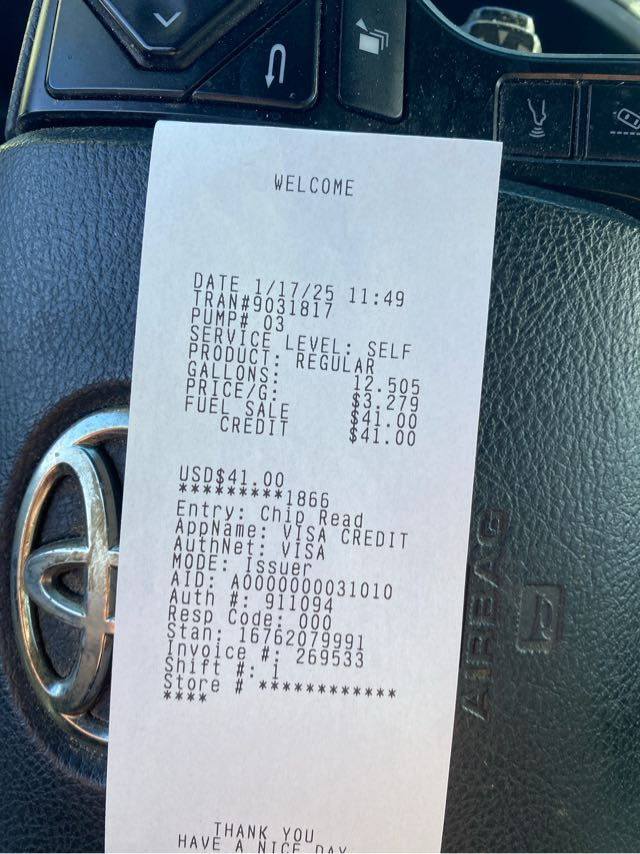 WELCOME
DATE 1/17/25 11:49
TRAN#9031817
PUMP# 03
SERVICE LEVEL: SELF
PRODUCT: REGULAR
GALLONS: 12.505
PRICE/G: $3.279
FUEL SALE $41.00
CREDIT $41.00
USD$41.00
*********1866
Entry: Chip Read
AppName: VISA CREDIT
AuthNet: VISA
MODE: Issuer
AID: A0000000031010
Auth #: 911094
Resp Code: 000
Stan: 16762079991
Invoice #: 269533
Shift #: 1
Store # ************
****
THANK YOU
HAVE A NICE DAY
AIRBAG